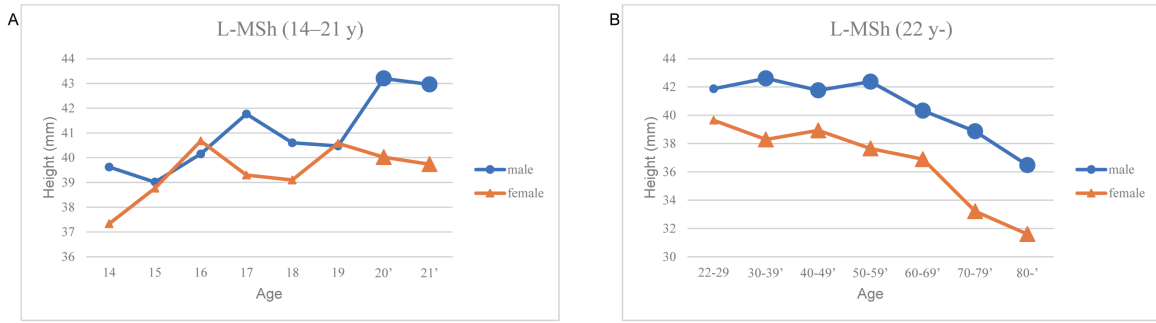 A
L-MSh (14–21 y)
44
43
42
41
40
39
38
37
36
Height (mm)
14 15 16 17 18 19 20’ 21’
Age
male
female
B
L-MSh (22 y-)
44
42
40
38
36
34
32
30
Height (mm)
22-29 30-39’ 40-49’ 50-59’ 60-69’ 70-79’ 80-’
Age
male
female